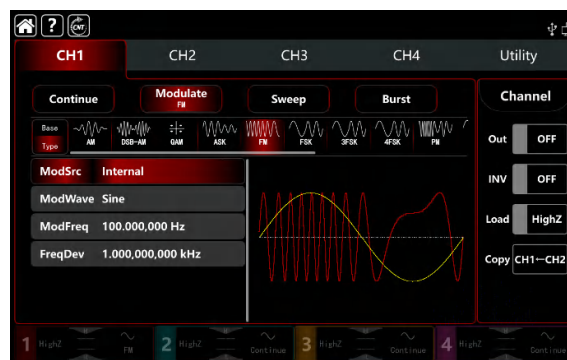 ? CNT
CH1 CH2 CH3 CH4 Utility
Continue Modulate FM Sweep Burst Channel
Base Type AM DSB-AM QAM ASK FM FSK 3FSK 4FSK PM
Out OFF
ModSrc Internal
INV OFF
ModWave Sine
ModFreq 100.000,000 Hz
Load HighZ
FreqDev 1.000,000,000 kHz
Copy CH1←CH2
1 HighZ FM 2 HighZ Continue 3 HighZ Continue 4 HighZ Continue